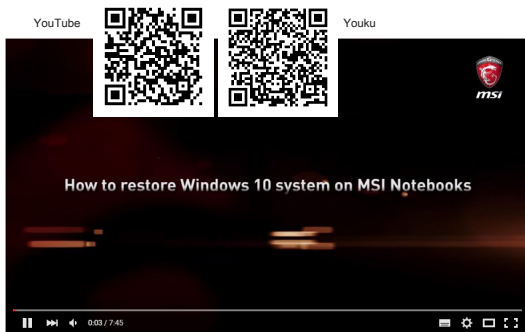 YouTube
Youku
msi
How to restore Windows 10 system on MSI Notebooks
0:03 / 7:45